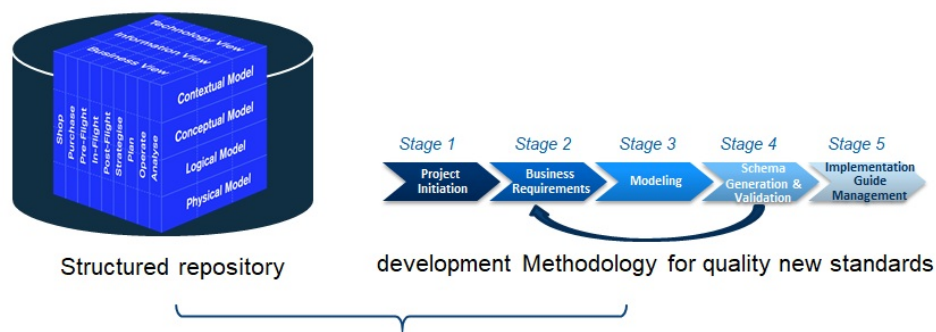 Technology View
Information View
Business View
Shop
Purchase
Pre-Flight
In-Flight
Post-Flight
Strategise
Plan
Operate
Analyse
Contextual Model
Conceptual Model
Logical Model
Physical Model
Structured repository
Stage 1
Stage 2
Stage 3
Stage 4
Stage 5
Project
Initiation
Business
Requirements
Modeling
Schema
Generation &
Validation
Implementation
Guide
Management
development Methodology for quality new standards